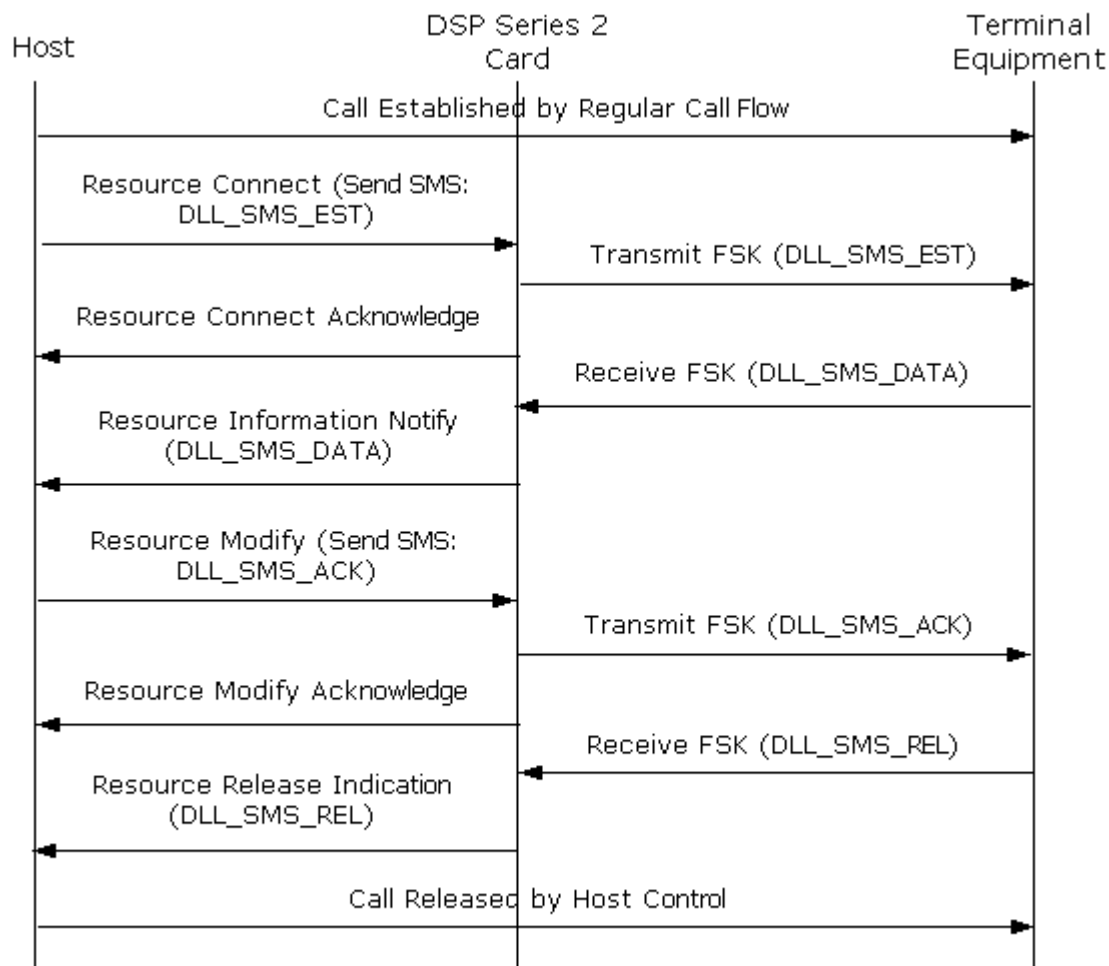 Host
DSP Series 2
Card
Terminal
Equipment
Call Established by Regular Call Flow
Resource Connect (Send SMS:
DLL_SMS_EST)
Transmit FSK (DLL_SMS_EST)
Resource Connect Acknowledge
Receive FSK (DLL_SMS_DATA)
Resource Information Notify
(DLL_SMS_DATA)
Resource Modify (Send SMS:
DLL_SMS_ACK)
Transmit FSK (DLL_SMS_ACK)
Resource Modify Acknowledge
Receive FSK (DLL_SMS_REL)
Resource Release Indication
(DLL_SMS_REL)
Call Released by Host Control